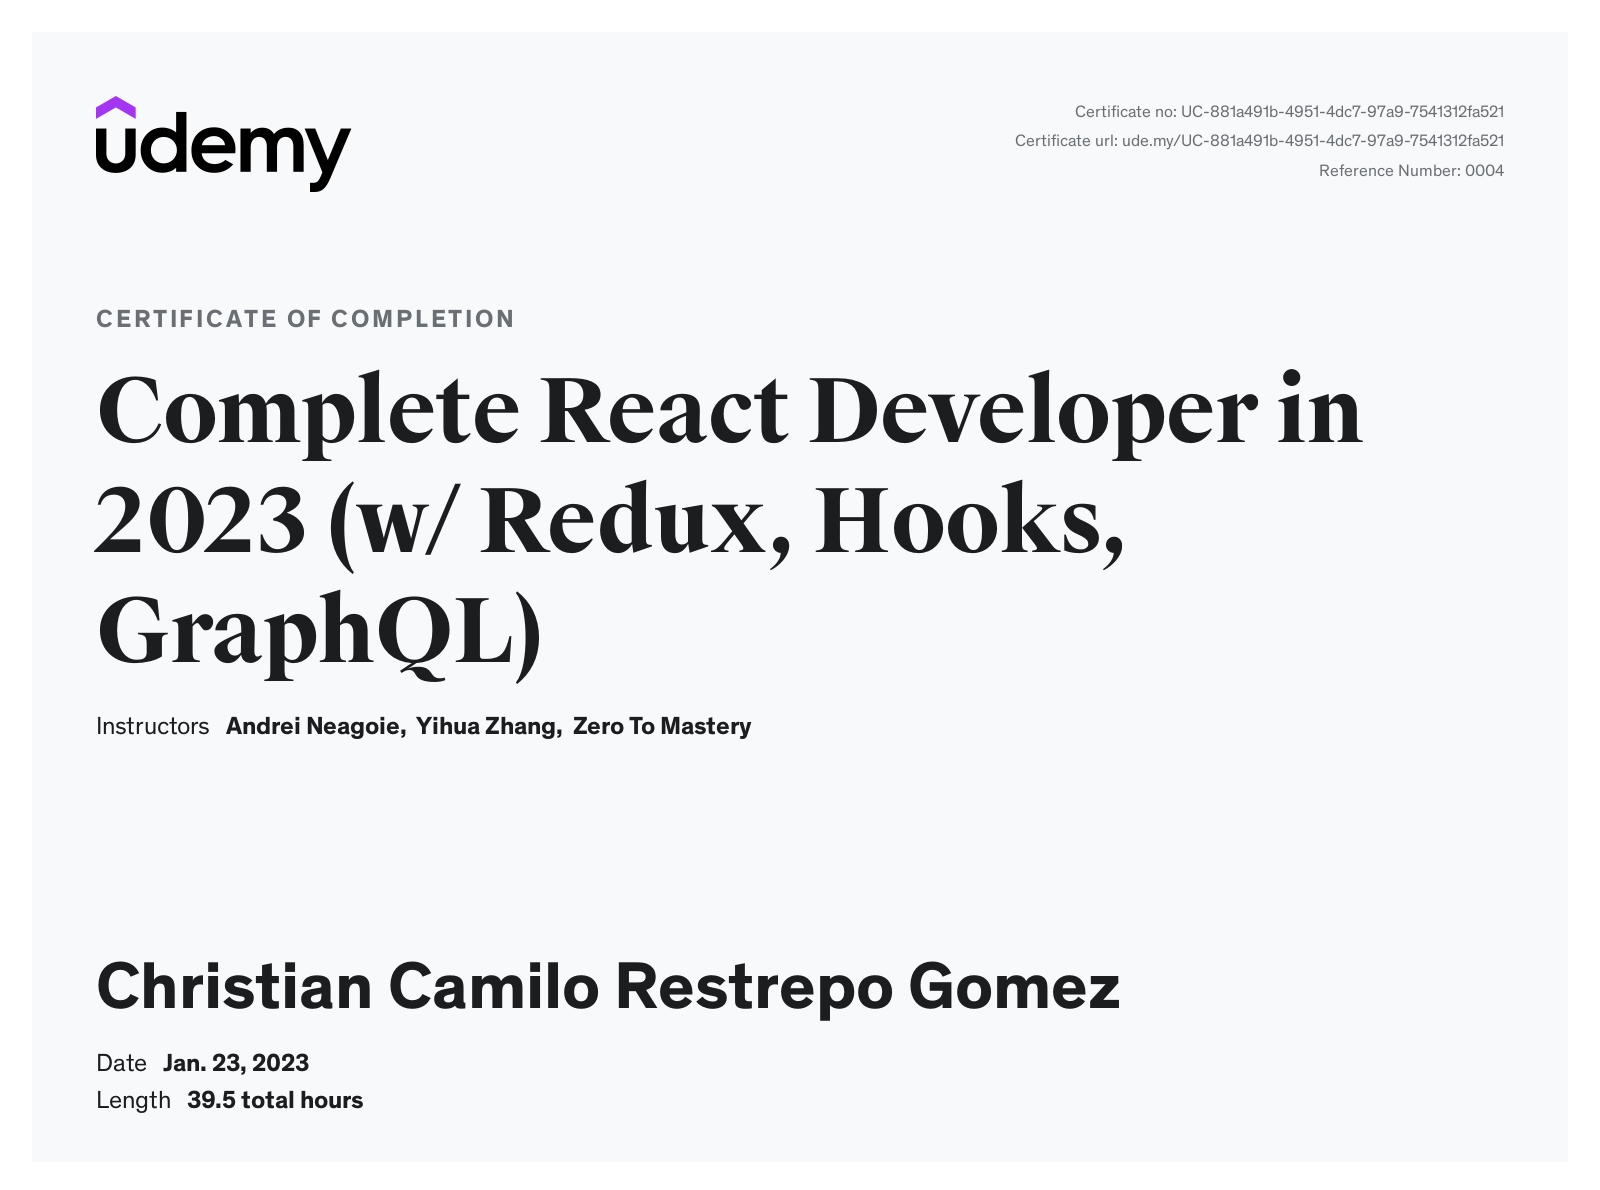 udemy
Certificate no: UC-881a491b-4951-4dc7-97a9-7541312fa521
Certificate url: ude.my/UC-881a491b-4951-4dc7-97a9-7541312fa521
Reference Number: 0004
CERTIFICATE OF COMPLETION
Complete React Developer in
2023 (w/ Redux, Hooks,
GraphQL)
Instructors Andrei Neagoie, Yihua Zhang, Zero To Mastery
Christian Camilo Restrepo Gomez
Date Jan. 23, 2023
Length 39.5 total hours